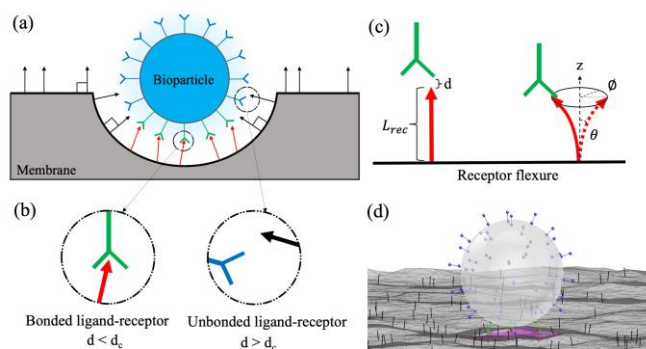 (a)
Bioparticle
Membrane
(b)
Bonded ligand-receptor
d < d_c
Unbonded ligand-receptor
d > d_c
(c)
d
L_rec
z
Ø
θ
Receptor flexure
(d)